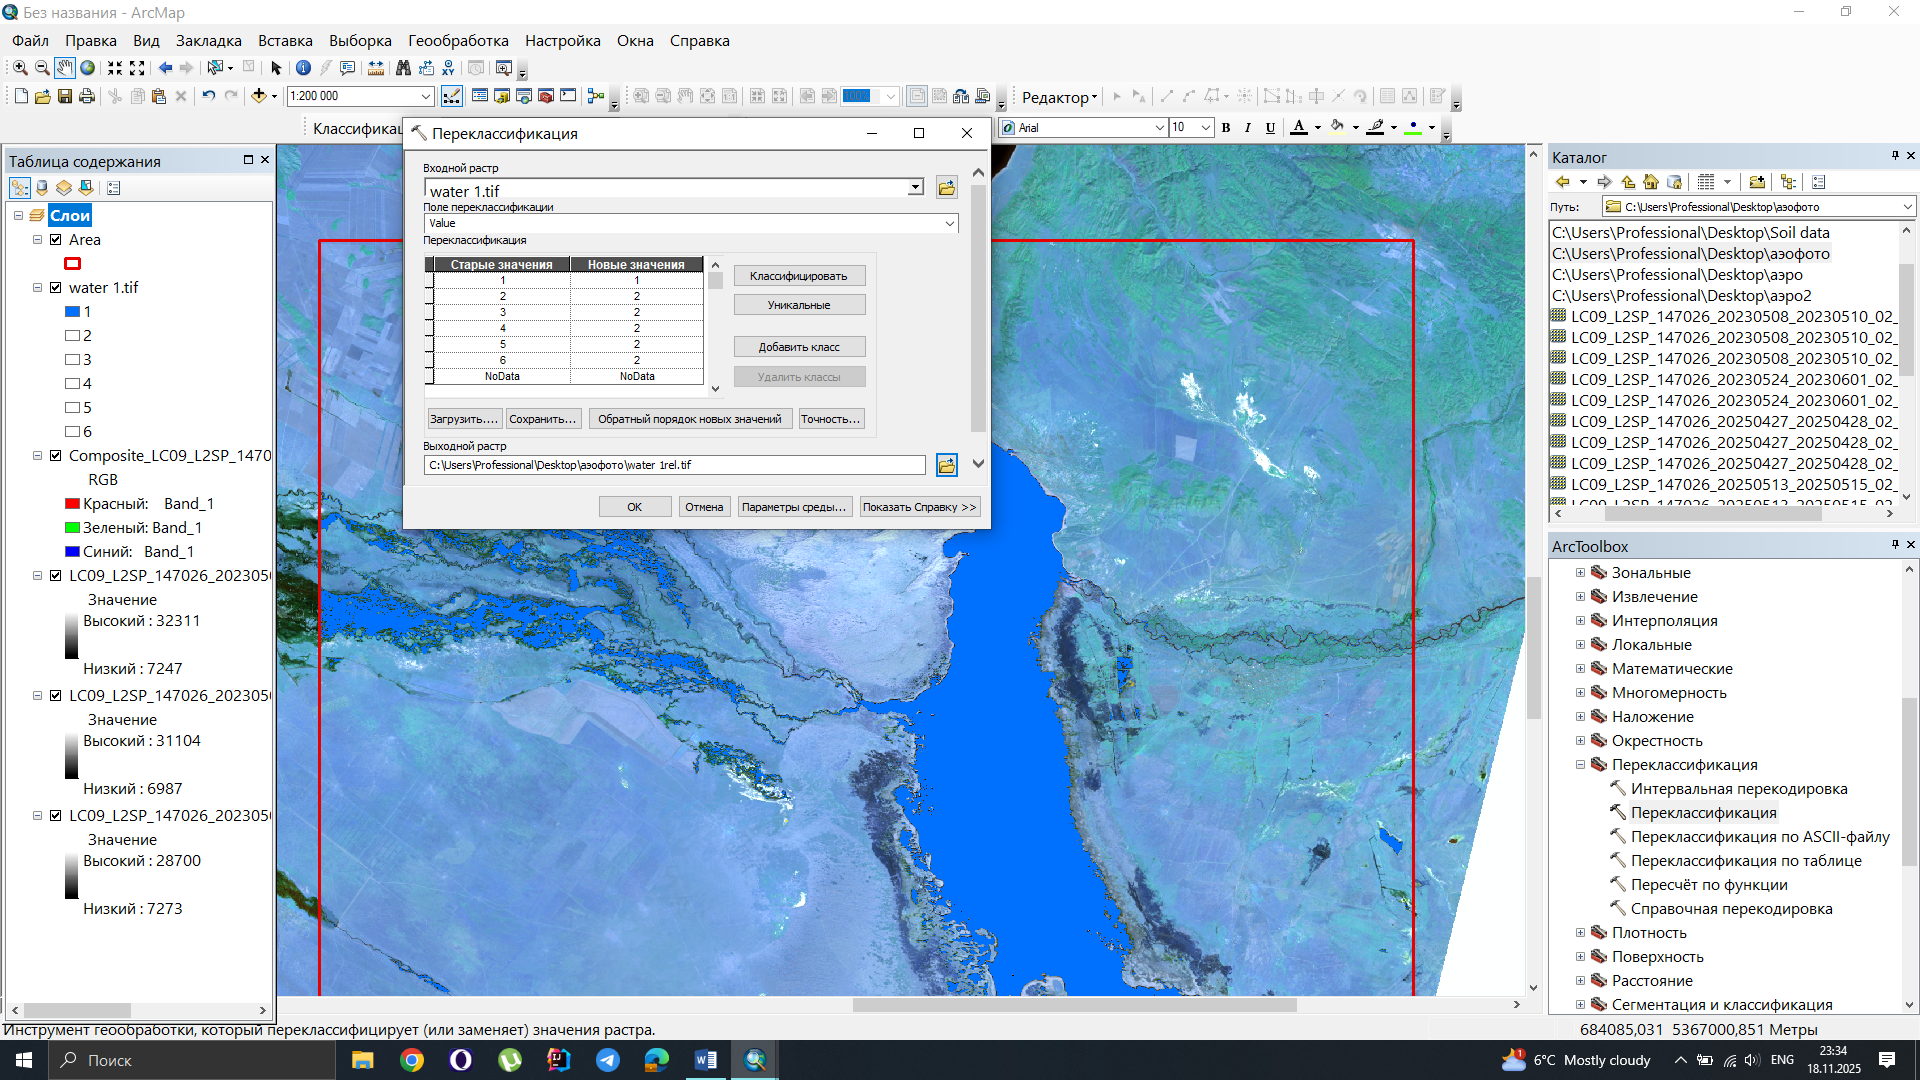 Без названия - ArcMap
Файл Правка Вид Закладка Вставка Выборка Геообработка Настройка Окна Справка
1:200 000
100%
Редактор
Классификац
Arial
10
B I U A
Таблица содержания
Слои
Area
water 1.tif
1
2
3
4
5
6
Composite_LC09_L2SP_1470
RGB
Красный: Band_1
Зеленый: Band_1
Синий: Band_1
LC09_L2SP_147026_202305
Значение
Высокий : 32311
Низкий : 7247
LC09_L2SP_147026_202305
Значение
Высокий : 31104
Низкий : 6987
LC09_L2SP_147026_202305
Значение
Высокий : 28700
Низкий : 7273
Переклассификация
Входной растр
water 1.tif
Поле переклассификации
Value
Переклассификация
Старые значения Новые значения
1 1
2 2
3 2
4 2
5 2
6 2
NoData NoData
Классифицировать
Уникальные
Добавить класс
Удалить классы
Загрузить.... Сохранить... Обратный порядок новых значений Точность...
Выходной растр
C:\Users\Professional\Desktop\аэофото\water 1rel.tif
OK Отмена Параметры среды... Показать Справку >>
Каталог
Путь: C:\Users\Professional\Desktop\аэофото
C:\Users\Professional\Desktop\Soil data
C:\Users\Professional\Desktop\аэофото
C:\Users\Professional\Desktop\аэро
C:\Users\Professional\Desktop\аэро2
LC09_L2SP_147026_20230508_20230510_02_
LC09_L2SP_147026_20230508_20230510_02_
LC09_L2SP_147026_20230508_20230510_02_
LC09_L2SP_147026_20230524_20230601_02_
LC09_L2SP_147026_20230524_20230601_02_
LC09_L2SP_147026_20250427_20250428_02_
LC09_L2SP_147026_20250427_20250428_02_
LC09_L2SP_147026_20250427_20250428_02_
LC09_L2SP_147026_20250513_20250515_02_
LC09_L2SP_147026_20250513_20250515_02_
ArcToolbox
Зональные
Извлечение
Интерполяция
Локальные
Математические
Многомерность
Наложение
Окрестность
Переклассификация
Интервальная перекодировка
Переклассификация
Переклассификация по ASCII-файлу
Переклассификация по таблице
Пересчёт по функции
Справочная перекодировка
Плотность
Поверхность
Расстояние
Сегментация и классификация
Инструмент геообработки, который переклассифицирует (или заменяет) значения растра.
684085,031 5367000,851 Метры
Поиск
6°C Mostly cloudy
ENG
23:34
18.11.2025